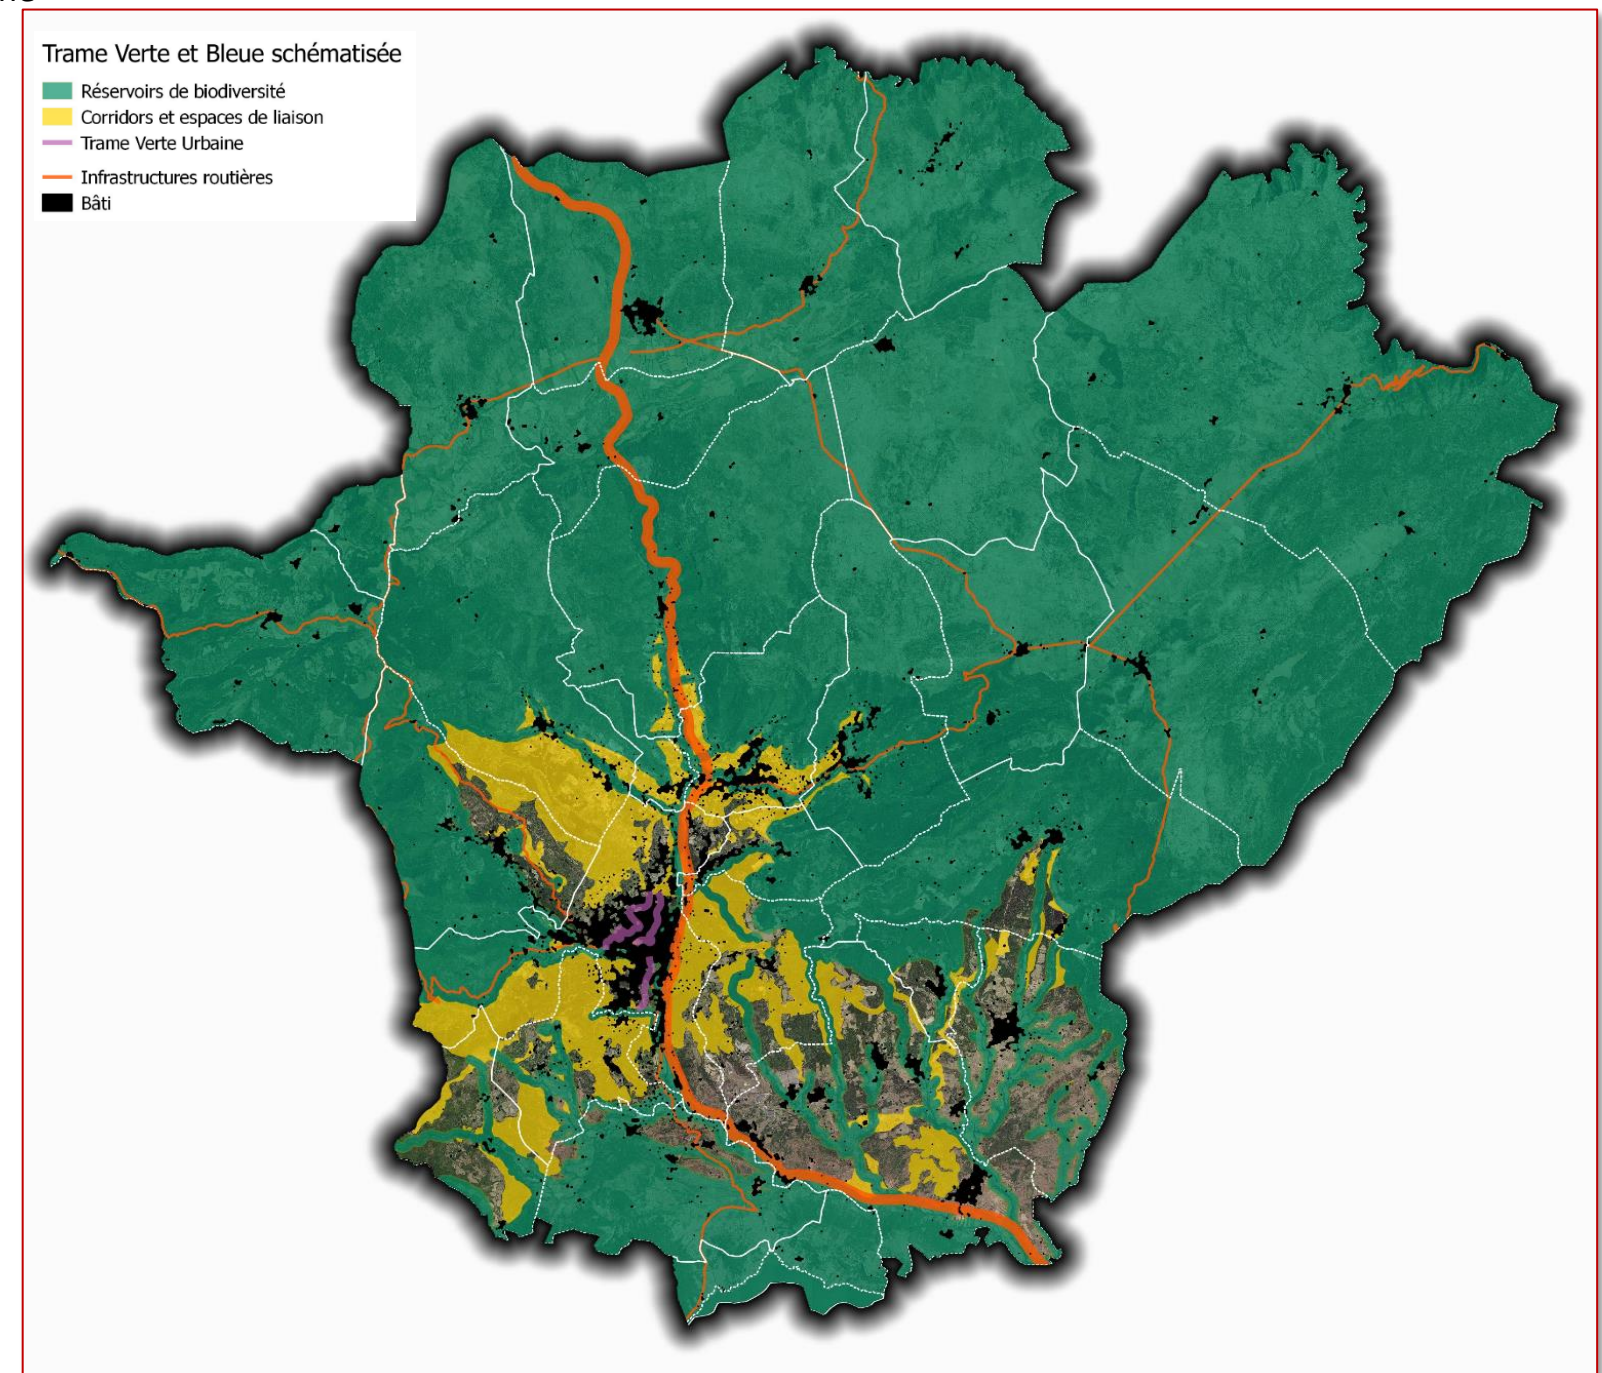 Trame Verte et Bleue schématisée
Réservoirs de biodiversité
Corridors et espaces de liaison
Trame Verte Urbaine
Infrastructures routières
Bâti